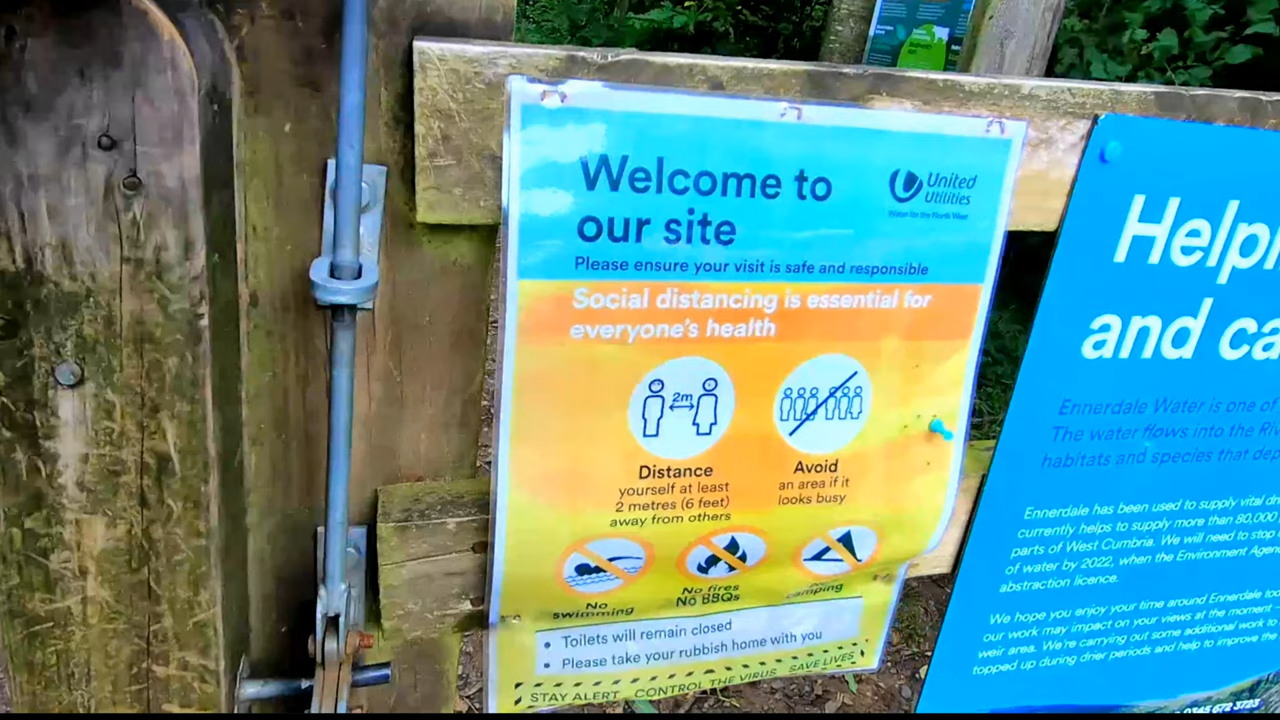 Welcome to
our site
United
Utilities
Water for the North West
Please ensure your visit is safe and responsible
Social distancing is essential for
everyone's health
2m
Distance
yourself at least
2 metres (6 feet)
away from others
Avoid
an area if it
looks busy
No
swimming
No fires
No BBQs
camping
• Toilets will remain closed
• Please take your rubbish home with you
STAY ALERT CONTROL THE VIRUS SAVE LIVES
and ca
Ennerdale Water is one of
The water flows into the
habitats and species that
Ennerdale has been used to supply vital
currently helps to supply more than 80,000
parts of West Cumbria. We will need to stop
of water by 2022, when the Environment
abstraction licence.
We hope you enjoy your time around Ennerdale
our work may impact on your views at the moment -
weir area. We're carrying out some additional work to
topped up during drier periods and help to improve the
0345 672 3723